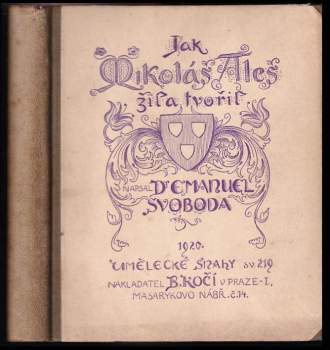 Jak
Mikoláš Aleš
žil a tvořil
NAPSAL Dr EMANUEL
SVOBODA
1920.
UMĚLECKÉ SNAHY SV 219
NAKLADATEL B. KOČÍ V PRAZE-I,
MASARYKOVO NÁBŘ. Č. 14.